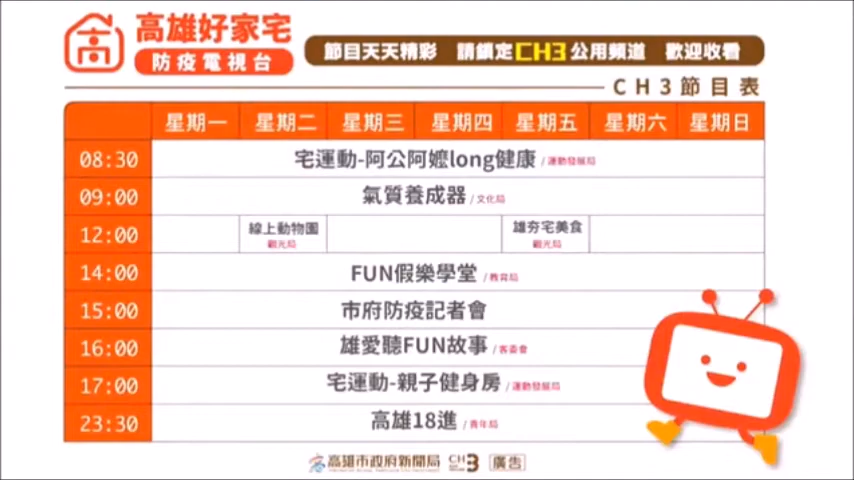 高雄好家宅
防疫電視台
節目天天精彩 請鎖定CH3公用頻道 歡迎收看
CH3節目表
星期一 星期二 星期三 星期四 星期五 星期六 星期日
08:30 宅運動-阿公阿嬤long健康 /運動發展局
09:00 氣質養成器 /文化局
12:00 線上動物園 觀光局 雄夯宅美食 觀光局
14:00 FUN假樂學堂 /教育局
15:00 市府防疫記者會
16:00 雄愛聽FUN故事 /客委會
17:00 宅運動-親子健身房 /運動發展局
23:30 高雄18進 /青年局
高雄市政府新聞局 CH3 廣告